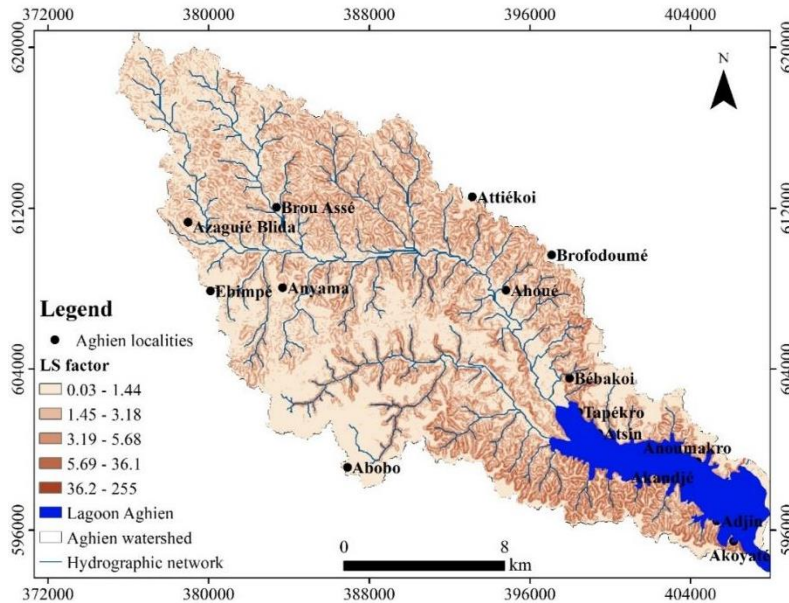 372000 380000 388000 396000 404000
620000 620000
N
612000 612000
Attiékoi
Brou Assé
Azaguié Blida
Brofodoumé
Ebimpé
Anyama
Ahoué
604000 604000
Bébakoi
Tapékro
Atsin
Anoumakro
Abobo
Akandjé
Adjin
596000 596000
Akoyaté
Legend
Aghien localities
LS factor
0.03 - 1.44
1.45 - 3.18
3.19 - 5.68
5.69 - 36.1
36.2 - 255
Lagoon Aghien
Aghien watershed
Hydrographic network
0 8
km
372000 380000 388000 396000 404000